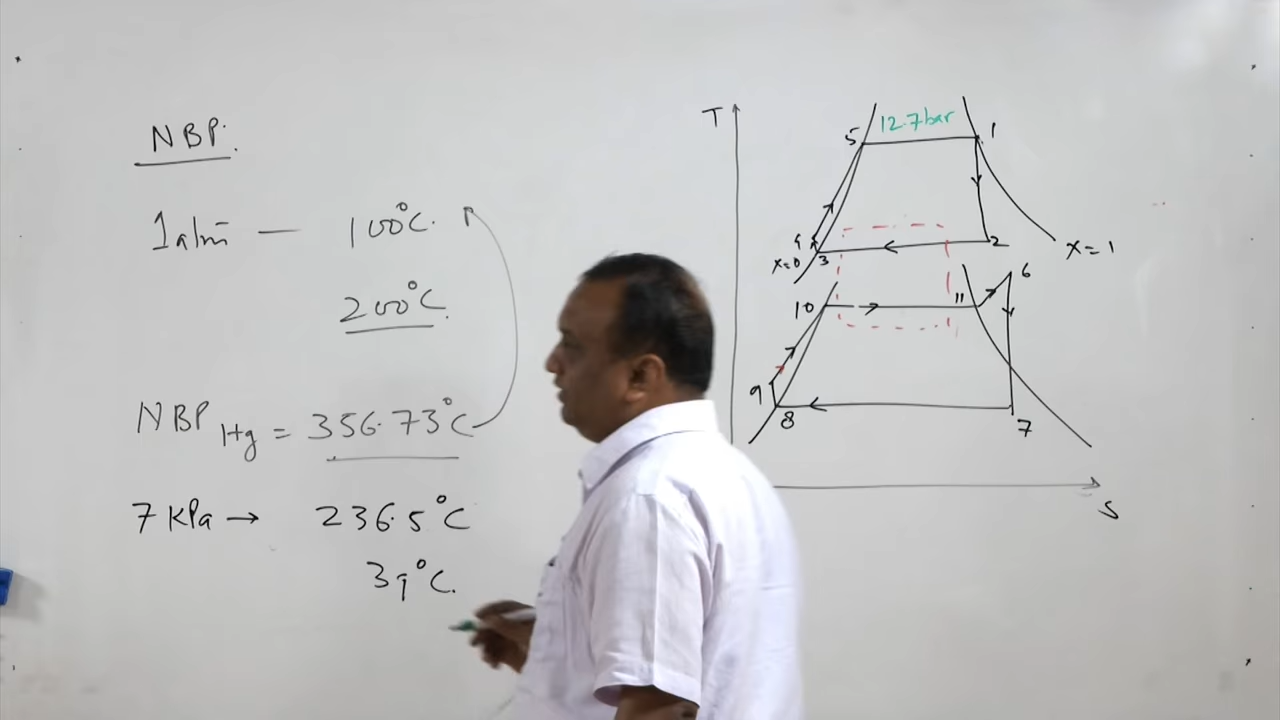 NBP:
1 atm — 100°C.
200°C.
NBP Hg = 356.73°C
7 KPa → 236.5°C
39°C.
T
5 12.7 bar 1
4 2
x=0 3 x=1
6
10 11
9
8 7
S